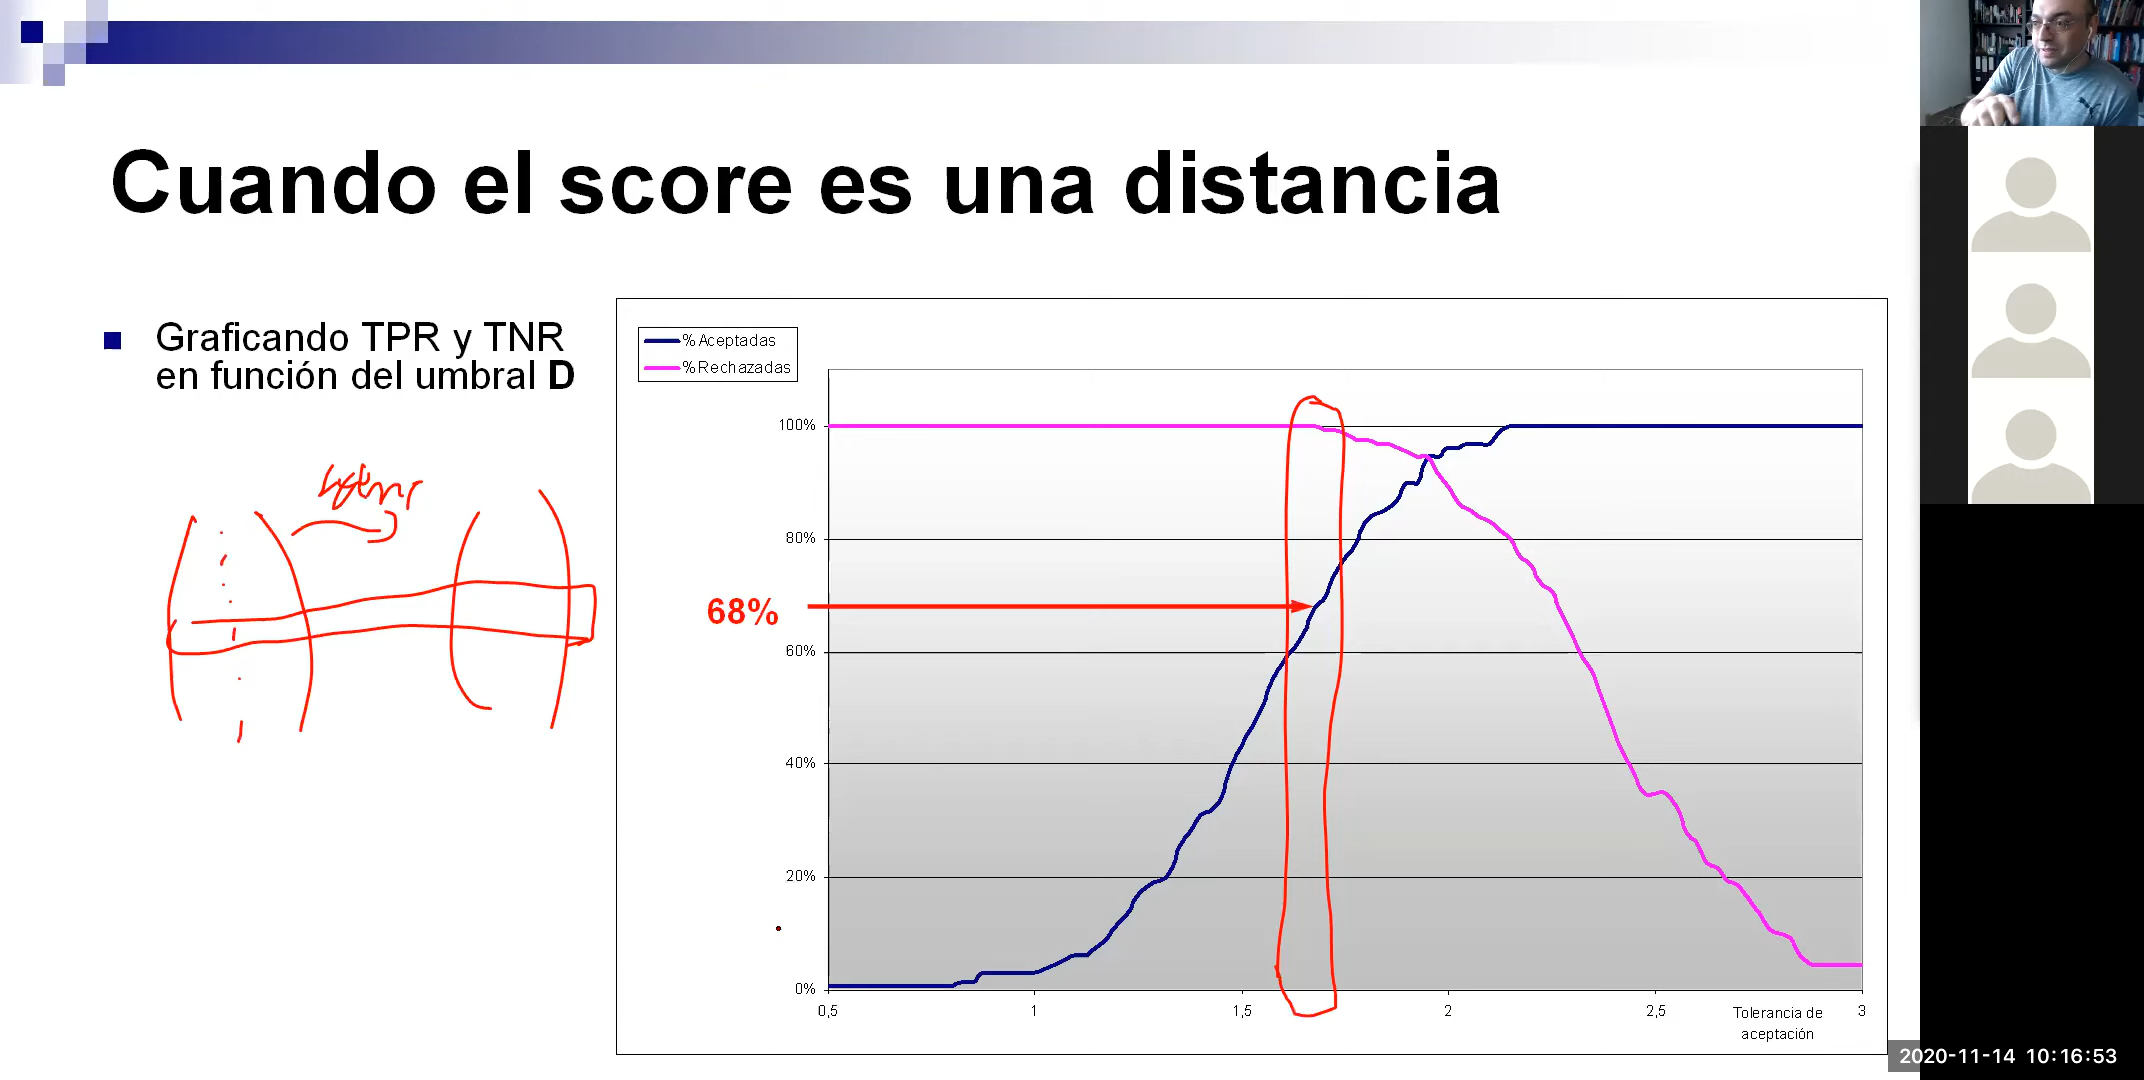 Cuando el score es una distancia
Graficando TPR y TNR
en función del umbral D
% Aceptadas
% Rechazadas
100%
80%
68%
60%
40%
20%
0%
0,5
1
1,5
2
2,5
Tolerancia de
aceptación
3
2020-11-14 10:16:53